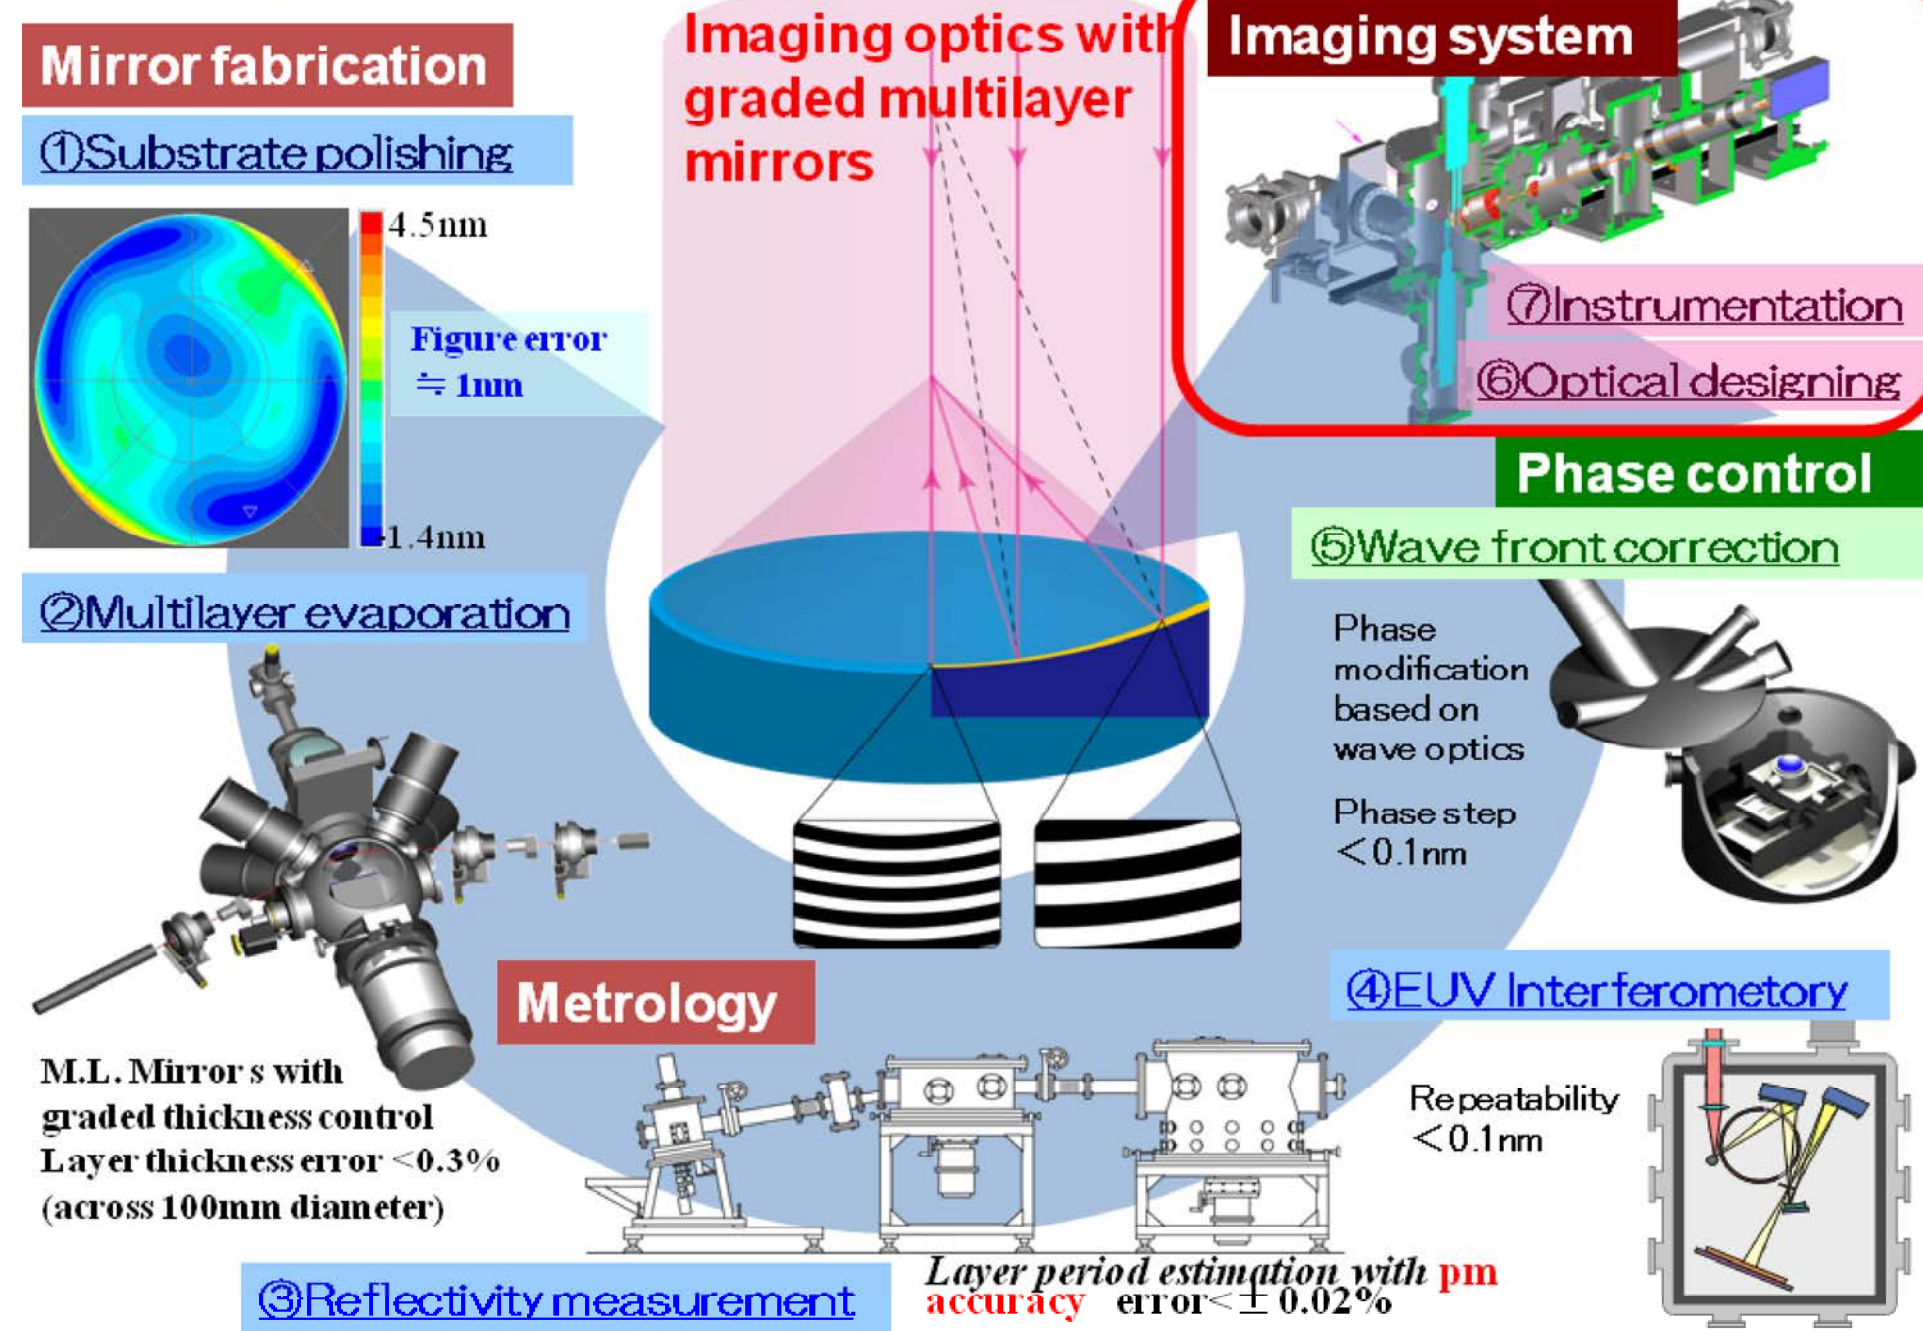 Mirror fabrication
①Substrate polishing
4.5nm
Figure error
≒ 1nm
-1.4nm
②Multilayer evaporation
M.L. Mirror s with
graded thickness control
Layer thickness error <0.3%
(across 100mm diameter)
Imaging optics with
graded multilayer
mirrors
Metrology
③Reflectivity measurement
Layer period estimation with pm
accuracy error< ± 0.02%
④EUV Interferometory
Repeatability
<0.1nm
Phase control
⑤Wave front correction
Phase
modification
based on
wave optics
Phase step
<0.1nm
Imaging system
⑦Instrumentation
⑥Optical designing